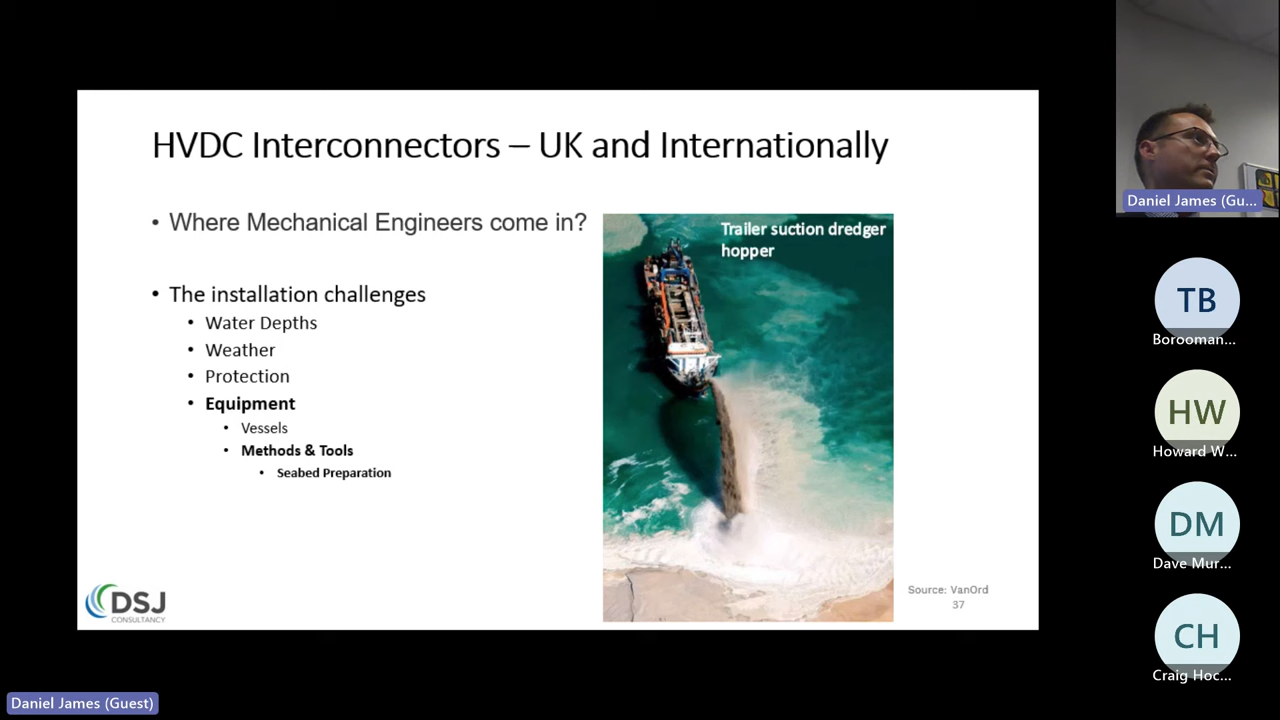 HVDC Interconnectors – UK and Internationally
• Where Mechanical Engineers come in?
• The installation challenges
• Water Depths
• Weather
• Protection
• Equipment
• Vessels
• Methods & Tools
• Seabed Preparation
Trailer suction dredger
hopper
Source: VanOrd
37
DSJ
CONSULTANCY
Daniel James (Gu...
TB
Borooman...
HW
Howard W...
DM
Dave Mur...
CH
Craig Hoc...
Daniel James (Guest)